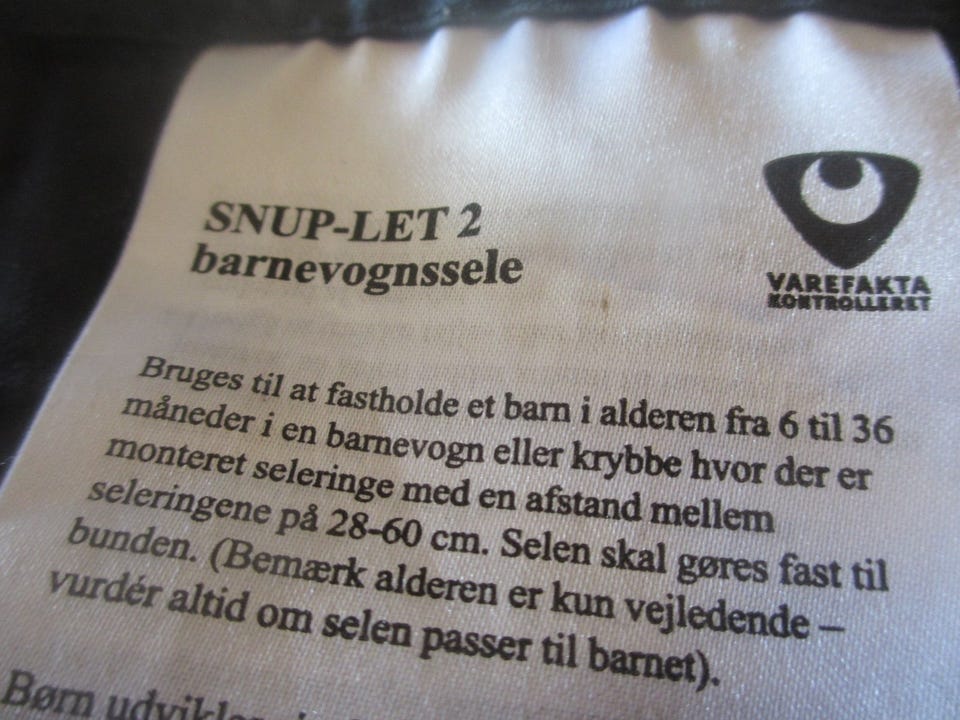 SNUP-LET 2
barnevognssele
VAREFAKTA
KONTROLLERET
Bruges til at fastholde et barn i alderen fra 6 til 36
måneder i en barnevogn eller krybbe hvor der er
monteret seleringe med en afstand mellem
seleringene på 28-60 cm. Selen skal gøres fast til
bunden. (Bemærk alderen er kun vejledende –
vurdér altid om selen passer til barnet).
Børn